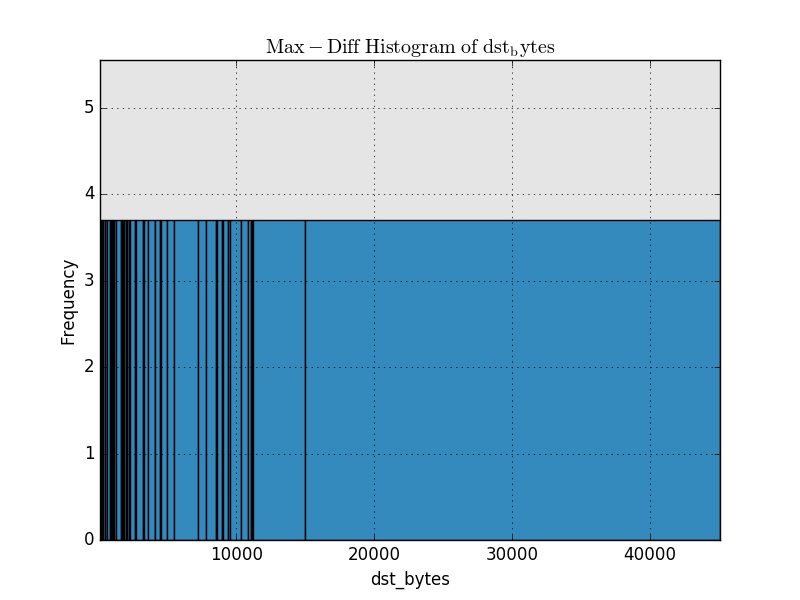 Max − Diff Histogram of dst_bytes
5
4
3
2
1
0
Frequency
10000 20000 30000 40000
dst_bytes